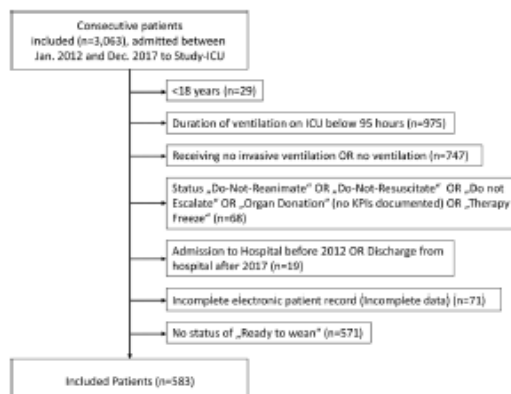 Consecutive patients
included (n=3,063), admitted between
Jan. 2012 and Dec. 2017 to Study-ICU
<18 years (n=29)
Duration of ventilation on ICU below 95 hours (n=975)
Receiving no invasive ventilation OR no ventilation (n=747)
Status „Do-Not-Reanimate" OR „Do-Not-Resuscitate" OR „Do not
Escalate" OR „Organ Donation" (no KPIs documented) OR „Therapy
Freeze" (n=68)
Admission to Hospital before 2012 OR Discharge from
hospital after 2017 (n=19)
Incomplete electronic patient record (Incomplete data) (n=71)
No status of „Ready to wean" (n=571)
Included Patients (n=583)